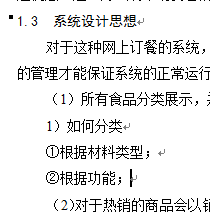 1.3 系统设计思想
对于这种网上订餐的系统，
的管理才能保证系统的正常运行
（1）所有食品分类展示，
1）如何分类
①根据材料类型；
②根据功能；
（2)对于热销的商品会以